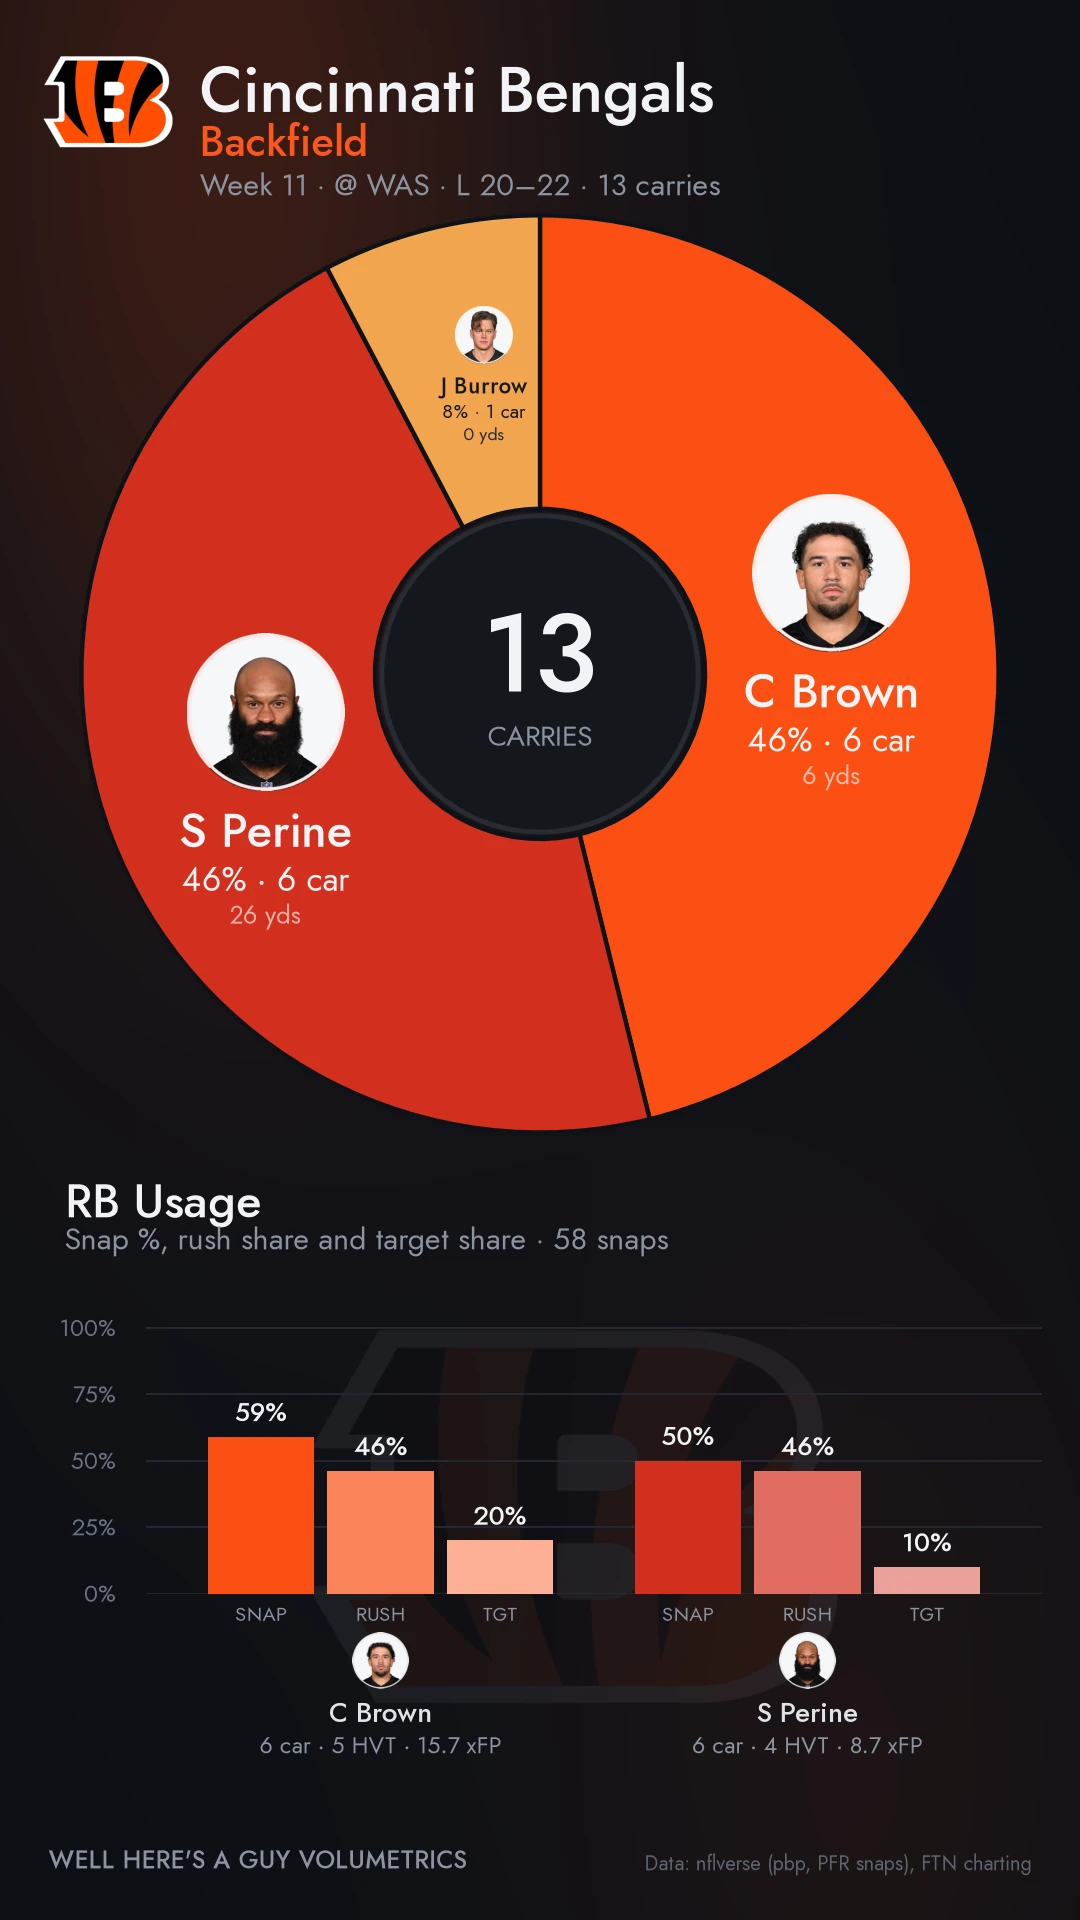 Cincinnati Bengals
Backfield
Week 11 · @ WAS · L 20–22 · 13 carries
J Burrow
8% · 1 car
0 yds
C Brown
46% · 6 car
6 yds
13
CARRIES
S Perine
46% · 6 car
26 yds
RB Usage
Snap %, rush share and target share · 58 snaps
100%
75%
50%
25%
0%
59%
46%
20%
50%
46%
10%
SNAP
RUSH
TGT
SNAP
RUSH
TGT
C Brown
6 car · 5 HVT · 15.7 xFP
S Perine
6 car · 4 HVT · 8.7 xFP
WELL HERE'S A GUY VOLUMETRICS
Data: nflverse (pbp, PFR snaps), FTN charting